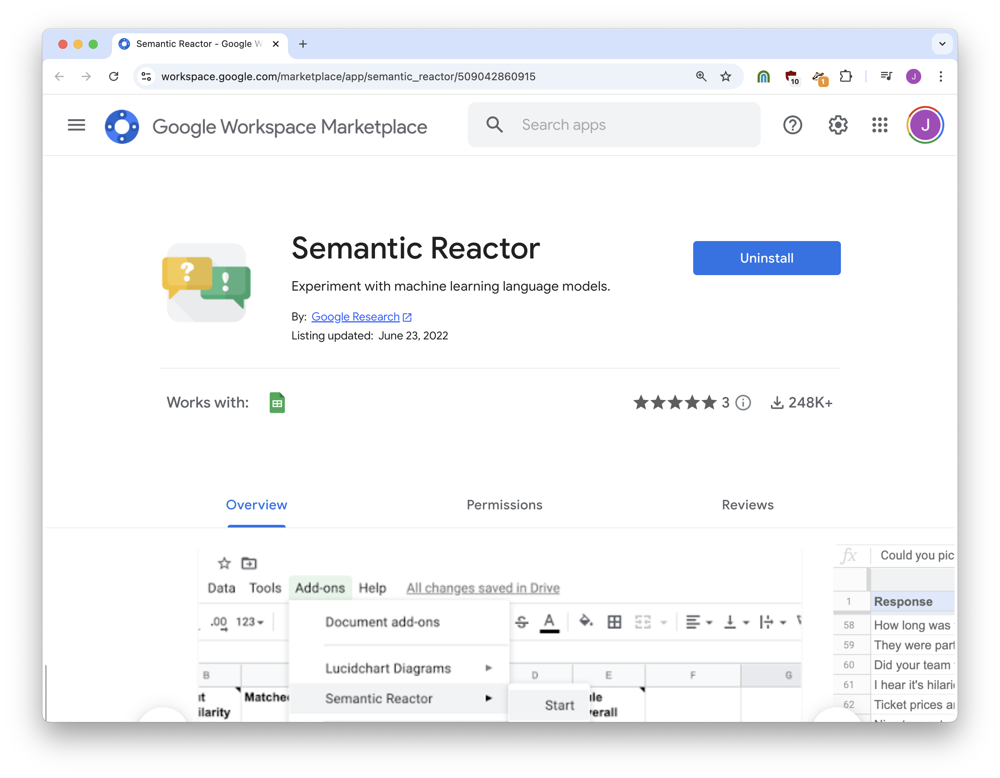 Semantic Reactor - Google W
workspace.google.com/marketplace/app/semantic_reactor/509042860915
10
1
J
Google Workspace Marketplace
Search apps
J
Semantic Reactor
Uninstall
Experiment with machine learning language models.
By: Google Research
Listing updated: June 23, 2022
Works with:
3
248K+
Overview
Permissions
Reviews
Data Tools Add-ons Help All changes saved in Drive
.00 123
Document add-ons
Lucidchart Diagrams
Semantic Reactor
Start
B
D
E
F
G
ilarity
verall
fx
Could you pic
1 Response
58 How long was
59 They were part
60 Did your team
61 I hear it's hilari
62 Ticket prices a